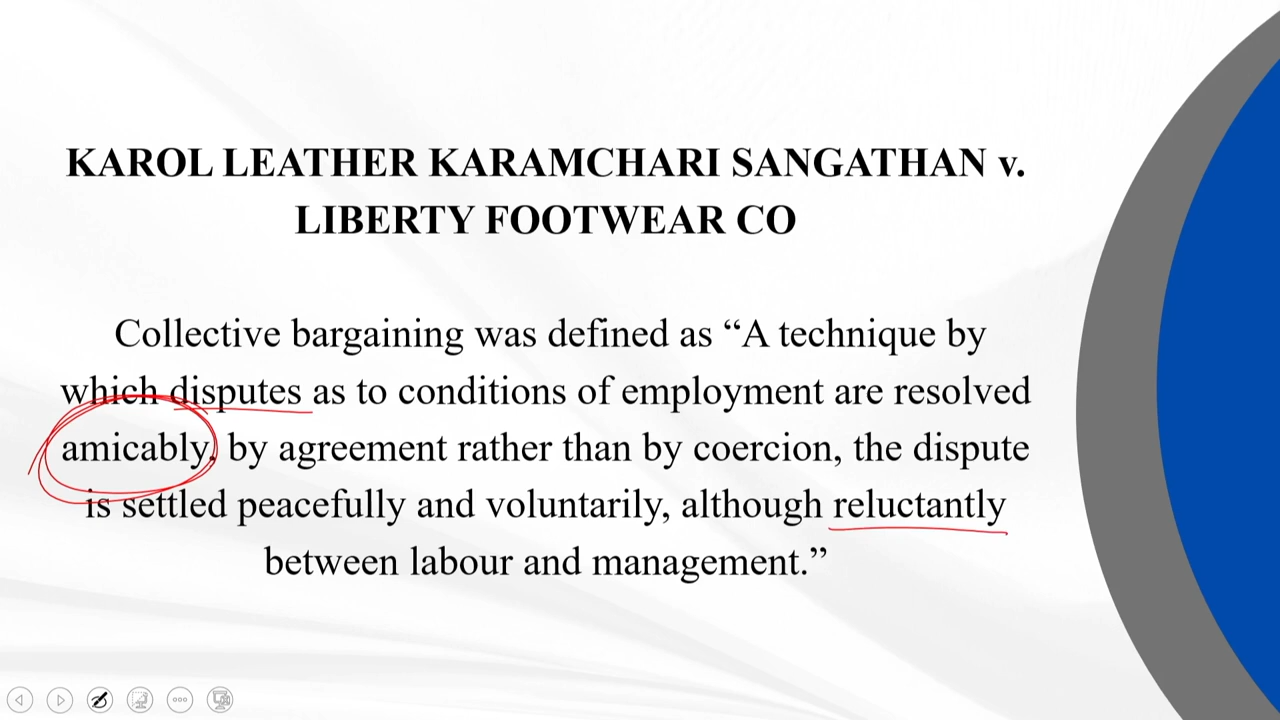 KAROL LEATHER KARAMCHARI SANGATHAN v.
LIBERTY FOOTWEAR CO
Collective bargaining was defined as “A technique by
which disputes as to conditions of employment are resolved
amicably, by agreement rather than by coercion, the dispute
is settled peacefully and voluntarily, although reluctantly
between labour and management.”